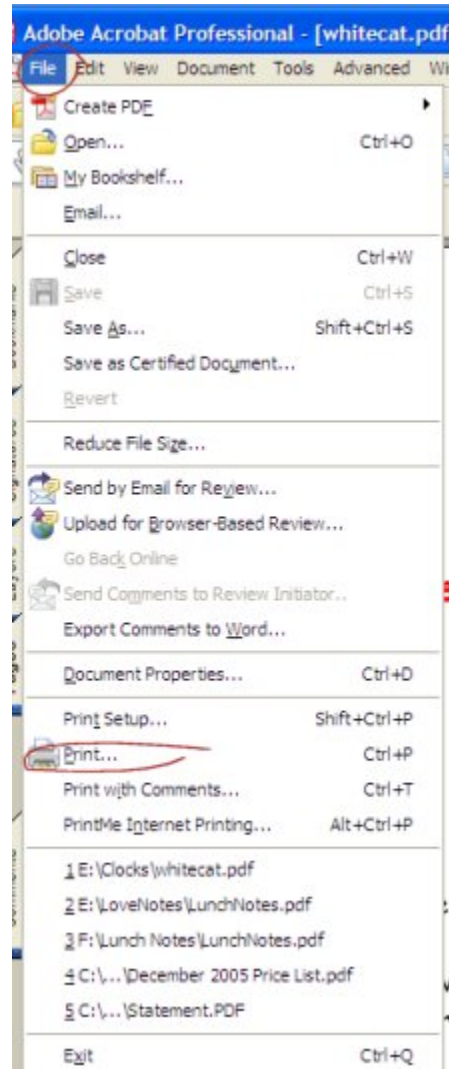 Adobe Acrobat Professional - [whitecat.pdf
File Edit View Document Tools Advanced Wi
Create PDF
Open... Ctrl+O
My Bookshelf...
Email...
Close Ctrl+W
Save Ctrl+S
Save As... Shift+Ctrl+S
Save as Certified Document...
Revert
Reduce File Size...
Send by Email for Review...
Upload for Browser-Based Review...
Go Back Online
Send Comments to Review Initiator..
Export Comments to Word...
Document Properties... Ctrl+D
Print Setup... Shift+Ctrl+P
Print... Ctrl+P
Print with Comments... Ctrl+T
PrintMe Internet Printing... Alt+Ctrl+P
1 E:\Clocks\whitecat.pdf
2 E:\LoveNotes\LunchNotes.pdf
3 F:\Lunch Notes\LunchNotes.pdf
4 C:\...\December 2005 Price List.pdf
5 C:\...\Statement.PDF
Exit Ctrl+Q